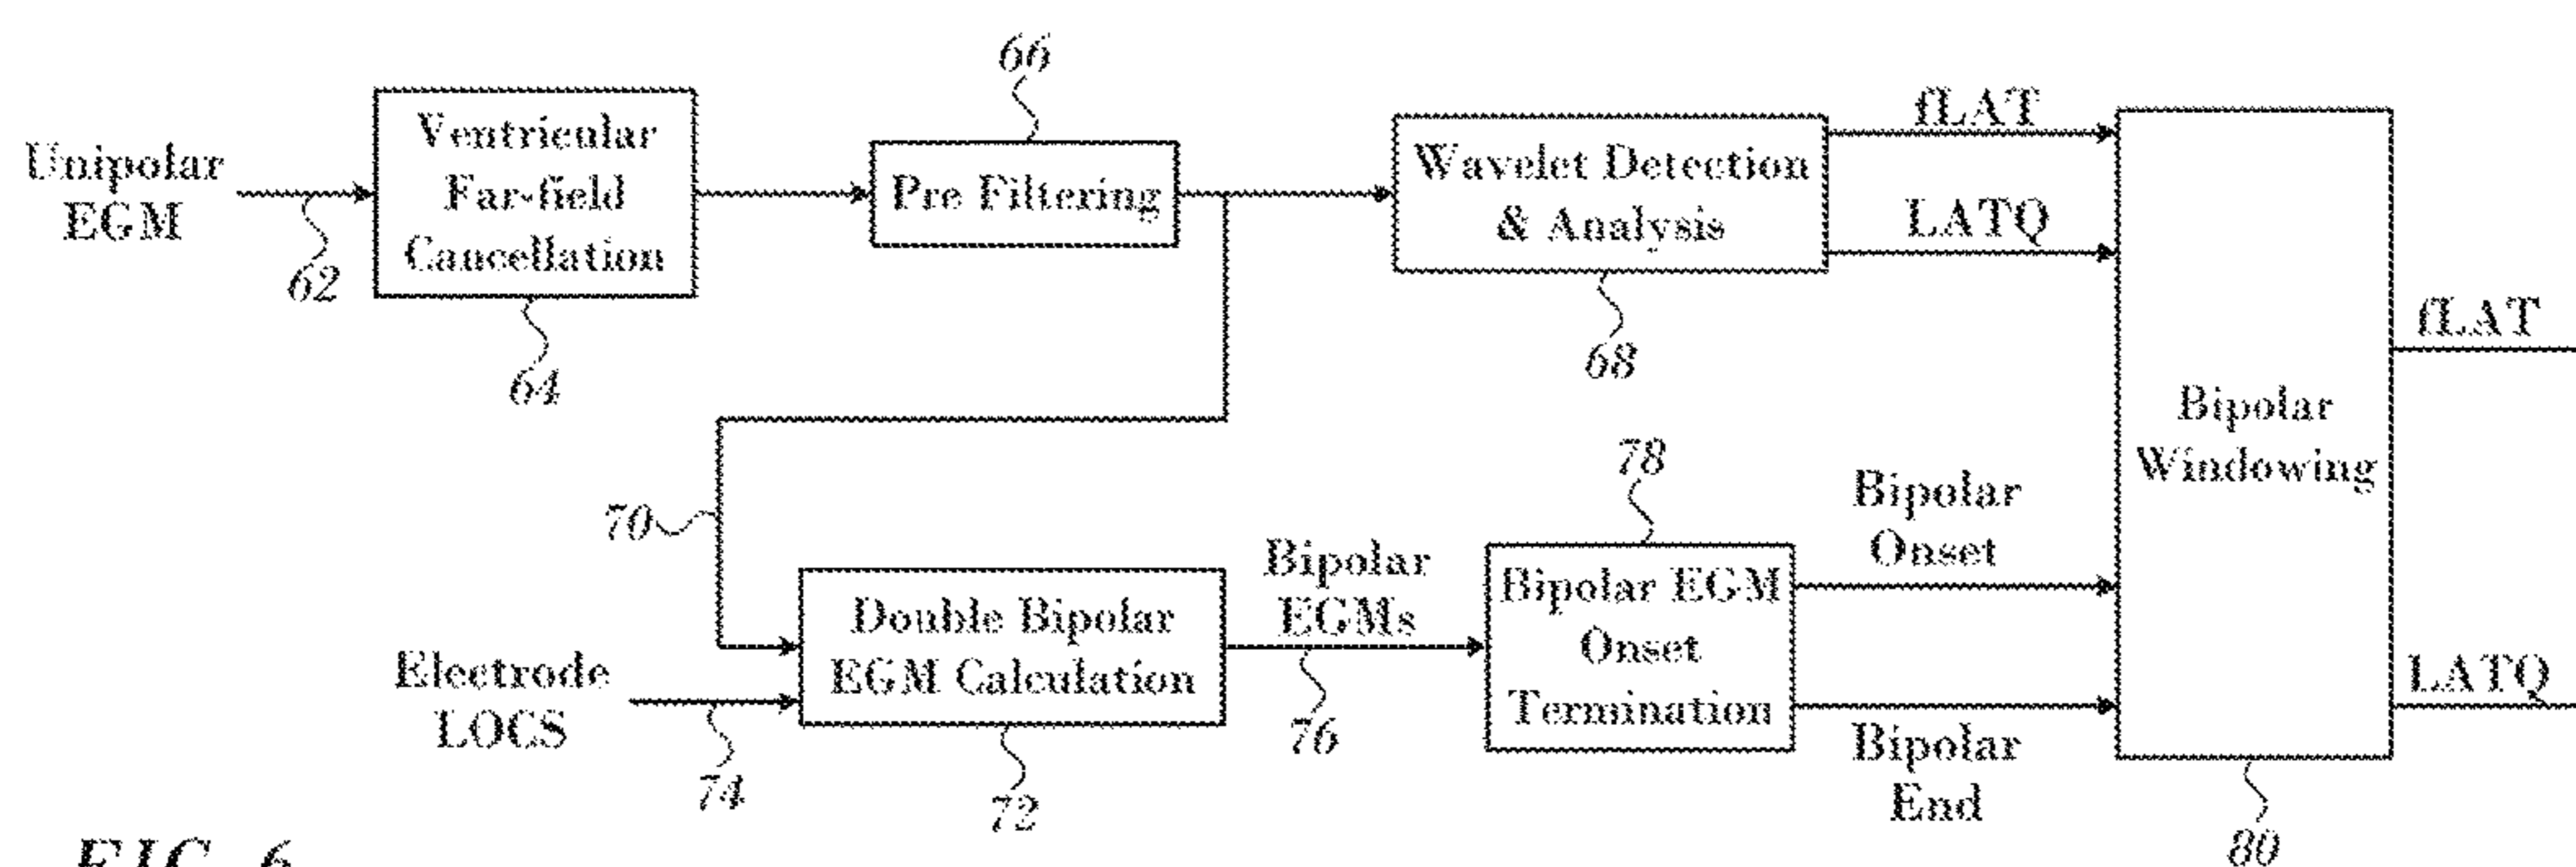 66
Unipolar
EGM
62
Ventricular
Far-field
Cancellation
64
Pre Filtering
Wavelet Detection
& Analysis
68
fLAT
LATQ
fLAT
LATQ
Bipolar
Windowing
80
70
Electrode
LOCS
74
Double Bipolar
EGM Calculation
72
Bipolar
EGMs
76
78
Bipolar EGM
Onset
Termination
Bipolar
Onset
Bipolar
End
FIG. 6